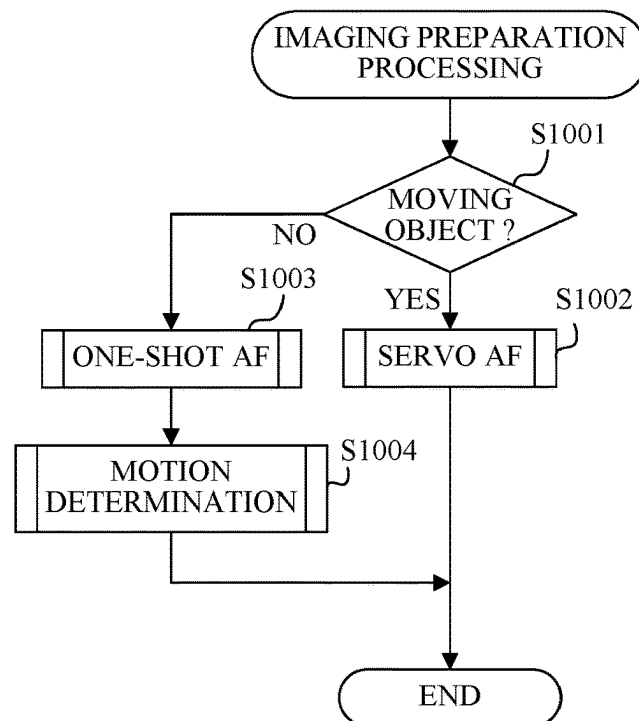 IMAGING PREPARATION
PROCESSING
S1001
MOVING
OBJECT ?
NO
YES
S1003
S1002
ONE-SHOT AF
SERVO AF
S1004
MOTION
DETERMINATION
END